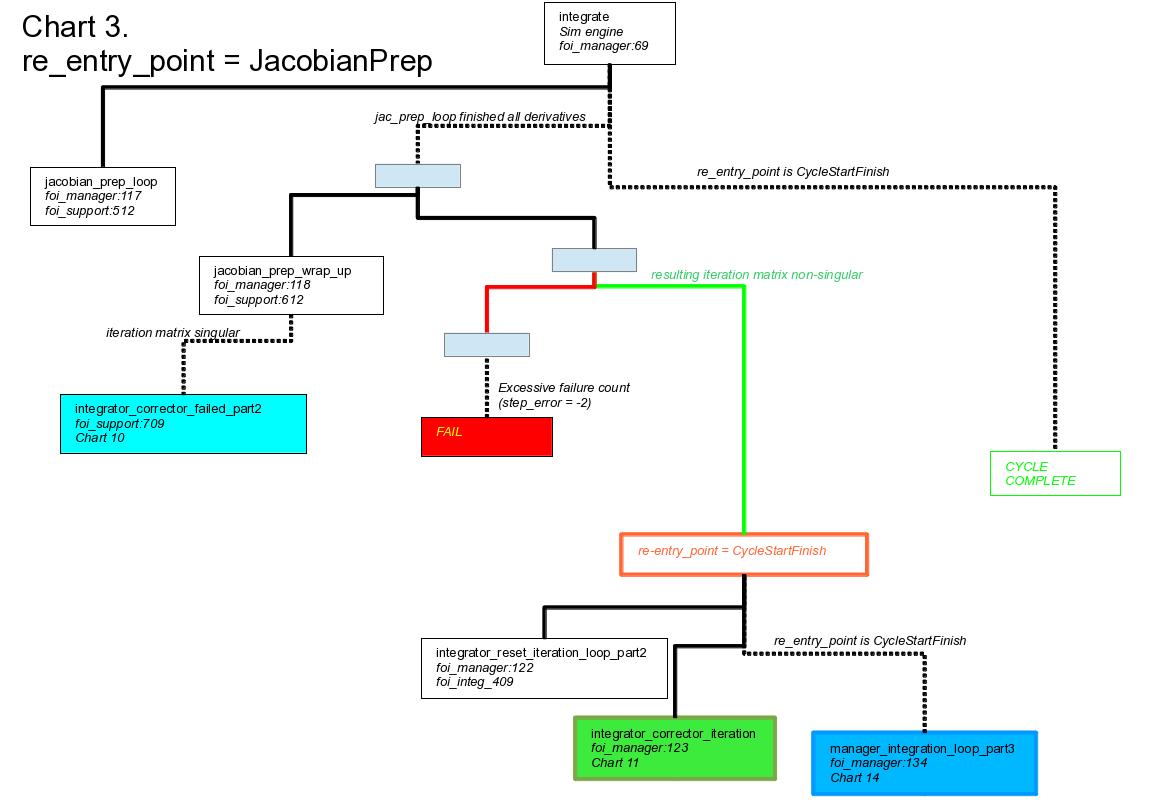 Chart 3.
re_entry_point = JacobianPrep
integrate
Sim engine
foi_manager:69
jac_prep_loop finished all derivatives
re_entry_point is CycleStartFinish
jacobian_prep_loop
foi_manager:117
foi_support:512
jacobian_prep_wrap_up
foi_manager:118
foi_support:612
resulting iteration matrix non-singular
iteration matrix singular
Excessive failure count
(step_error = -2)
integrator_corrector_failed_part2
foi_support:709
Chart 10
FAIL
CYCLE
COMPLETE
re-entry_point = CycleStartFinish
re_entry_point is CycleStartFinish
integrator_reset_iteration_loop_part2
foi_manager:122
foi_integ_409
integrator_corrector_iteration
foi_manager:123
Chart 11
manager_integration_loop_part3
foi_manager:134
Chart 14